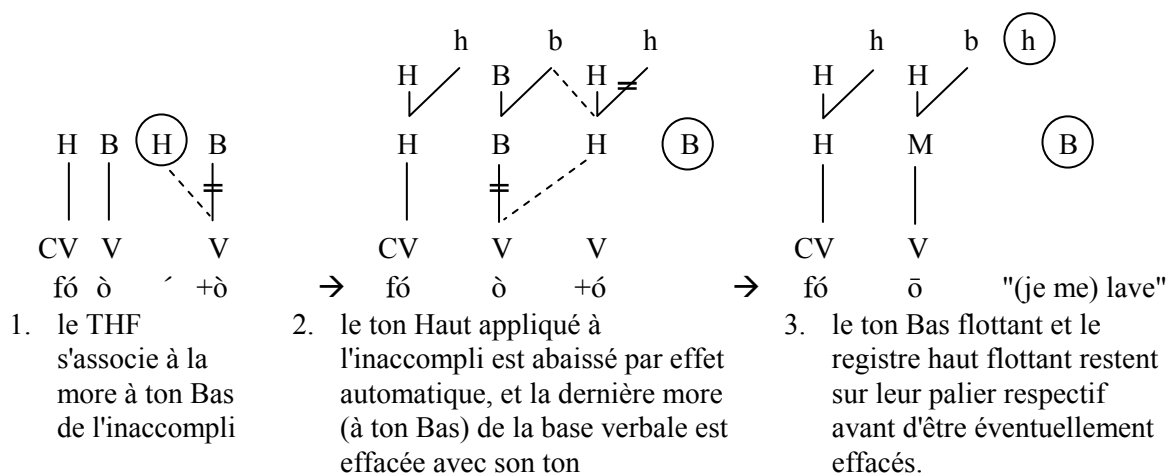 h b h h b h
H B H H H
H B H B H B H B H M B
CV V V CV V V CV V
fó ò ´ +ò → fó ò +ó → fó ō "(je me) lave"
1. le THF 2. le ton Haut appliqué à 3. le ton Bas flottant et le
s'associe à la l'inaccompli est abaissé par effet registre haut flottant restent
more à ton Bas automatique, et la dernière more sur leur palier respectif
de l'inaccompli (à ton Bas) de la base verbale est avant d'être éventuellement
effacée avec son ton effacés.